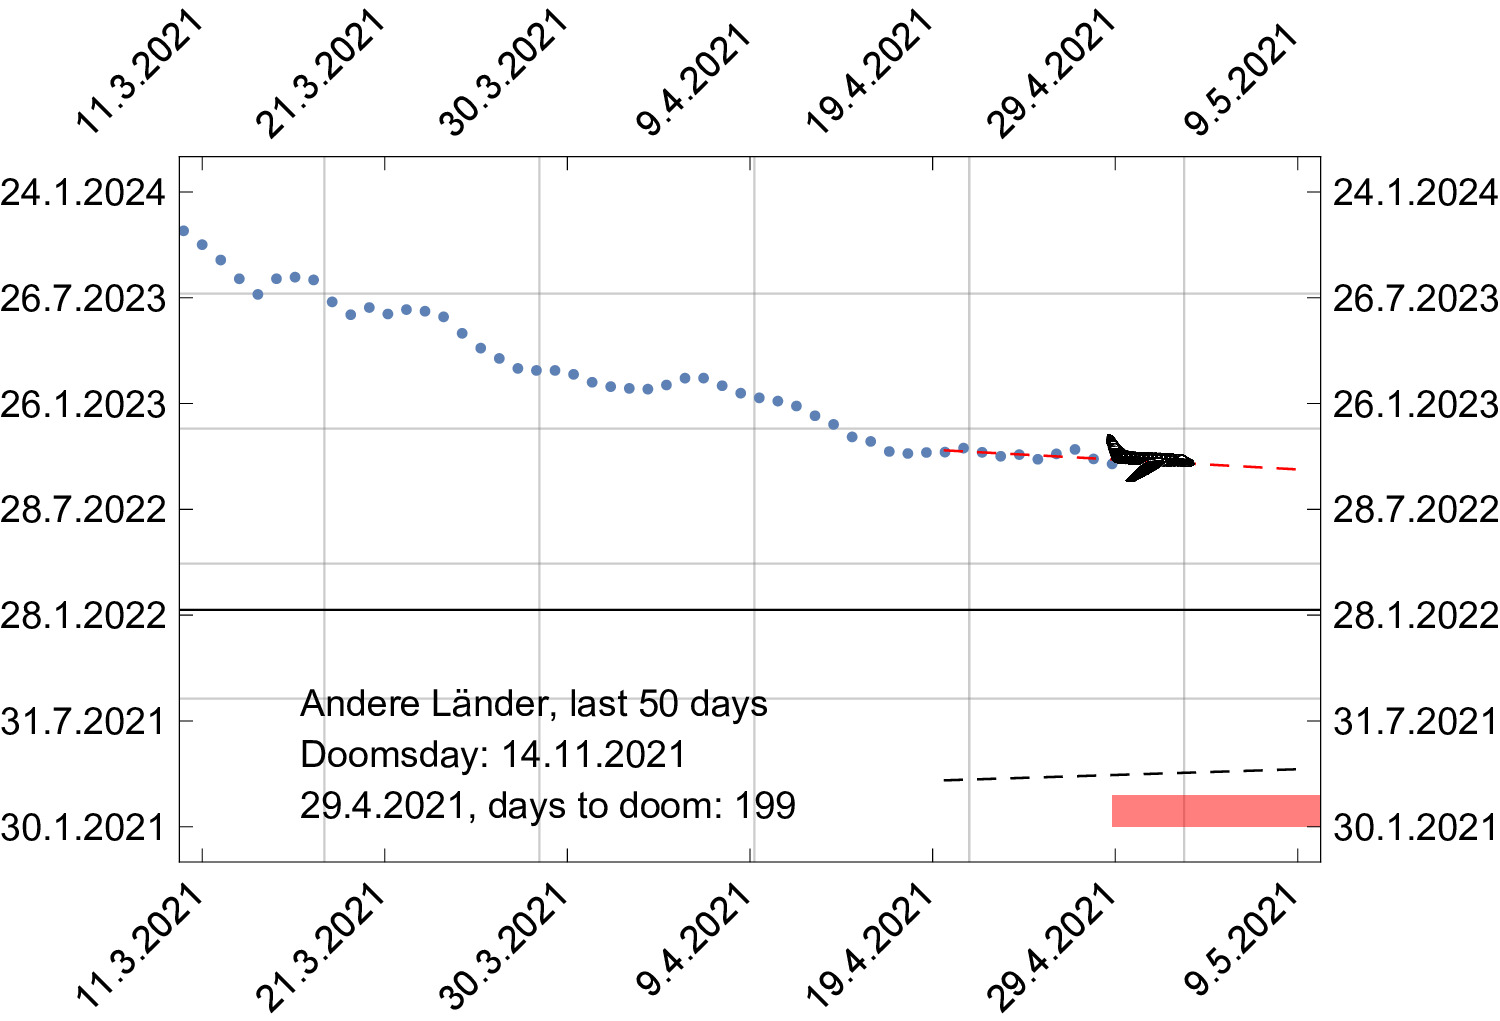 11.3.2021 21.3.2021 30.3.2021 9.4.2021 19.4.2021 29.4.2021 9.5.2021
24.1.2024 24.1.2024
26.7.2023 26.7.2023
26.1.2023 26.1.2023
28.7.2022 28.7.2022
28.1.2022 28.1.2022
Andere Länder, last 50 days
31.7.2021 31.7.2021
Doomsday: 14.11.2021
29.4.2021, days to doom: 199
30.1.2021 30.1.2021
11.3.2021 21.3.2021 30.3.2021 9.4.2021 19.4.2021 29.4.2021 9.5.2021